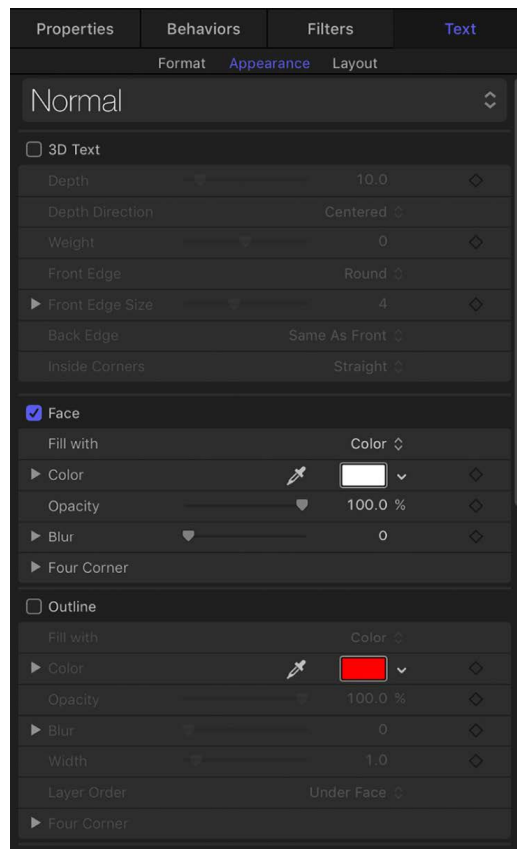 Properties Behaviors Filters Text
Format Appearance Layout
Normal
3D Text
Depth 10.0
Depth Direction Centered
Weight 0
Front Edge Round
Front Edge Size 4
Back Edge Same As Front
Inside Corners Straight
Face
Fill with Color
Color
Opacity 100.0 %
Blur 0
Four Corner
Outline
Fill with Color
Color
Opacity 100.0 %
Blur 0
Width 1.0
Layer Order Under Face
Four Corner